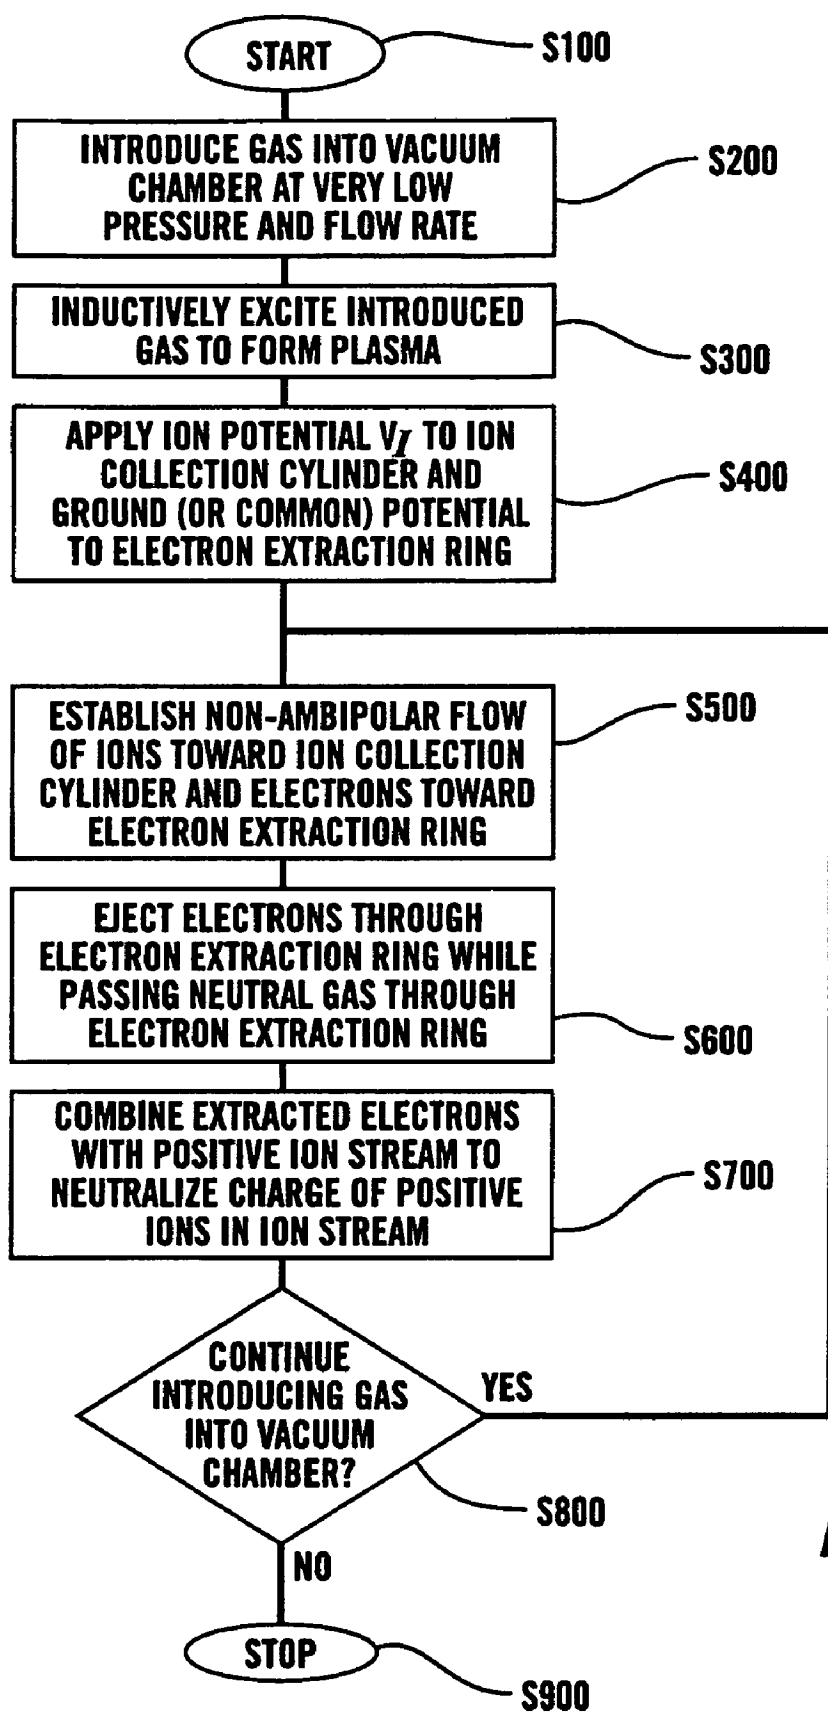 START
S100
INTRODUCE GAS INTO VACUUM
CHAMBER AT VERY LOW
PRESSURE AND FLOW RATE
S200
INDUCTIVELY EXCITE INTRODUCED
GAS TO FORM PLASMA
S300
APPLY ION POTENTIAL VI TO ION
COLLECTION CYLINDER AND
GROUND (OR COMMON) POTENTIAL
TO ELECTRON EXTRACTION RING
S400
ESTABLISH NON-AMBIPOLAR FLOW
OF IONS TOWARD ION COLLECTION
CYLINDER AND ELECTRONS TOWARD
ELECTRON EXTRACTION RING
S500
EJECT ELECTRONS THROUGH
ELECTRON EXTRACTION RING WHILE
PASSING NEUTRAL GAS THROUGH
ELECTRON EXTRACTION RING
S600
COMBINE EXTRACTED ELECTRONS
WITH POSITIVE ION STREAM TO
NEUTRALIZE CHARGE OF POSITIVE
IONS IN ION STREAM
S700
CONTINUE
INTRODUCING GAS
INTO VACUUM
CHAMBER?
YES
S800
NO
STOP
S900